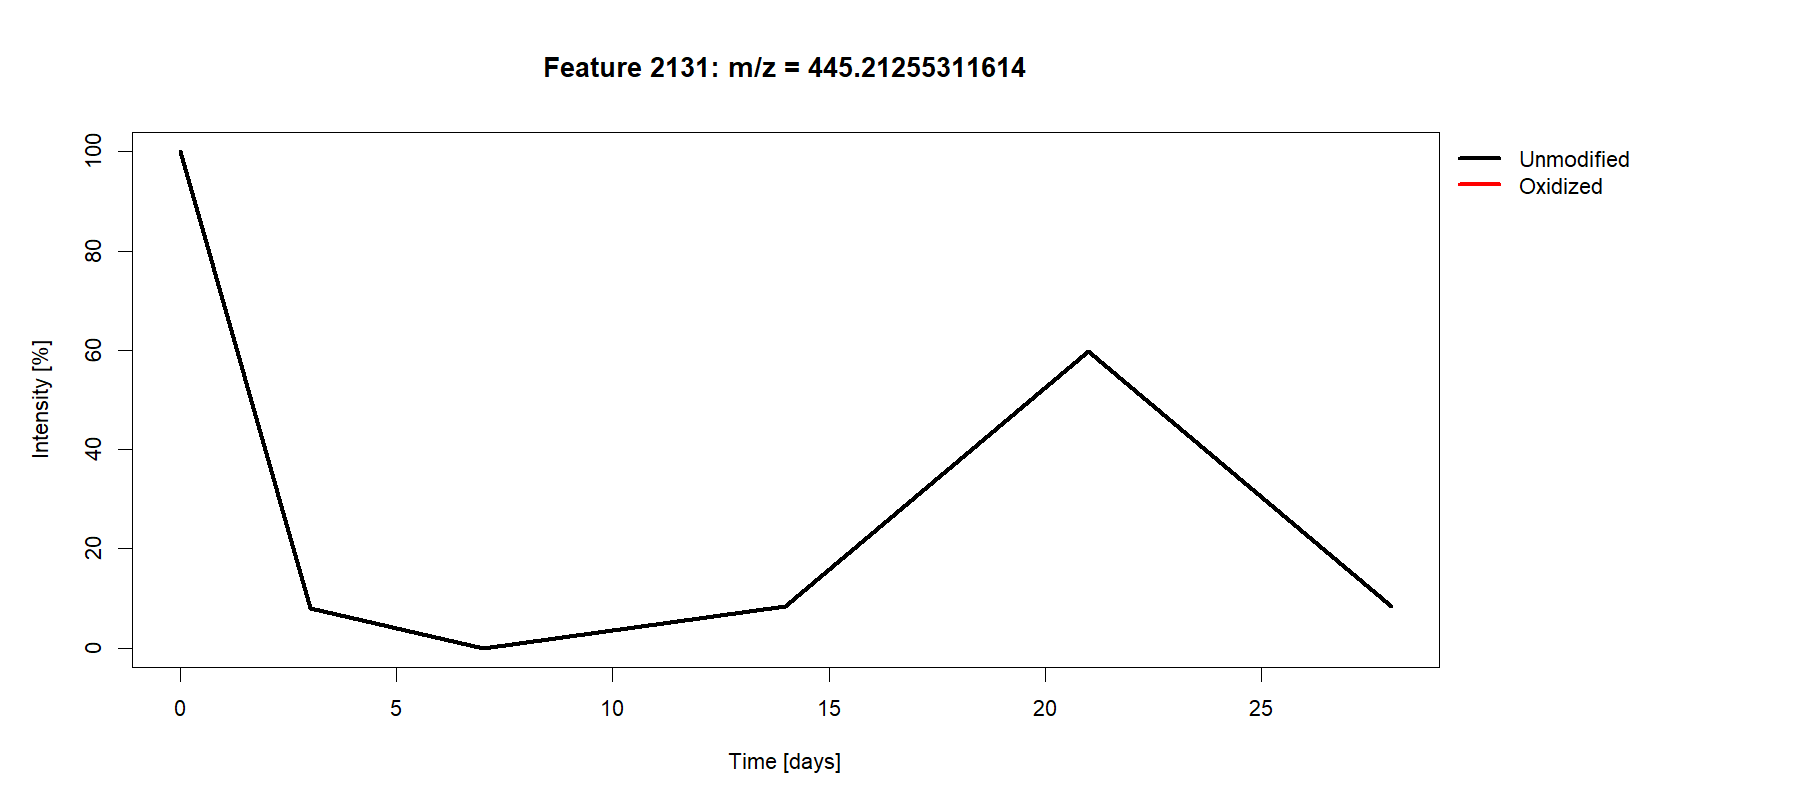 Feature 2131: m/z = 445.21255311614
Unmodified
Oxidized
Intensity [%]
100
80
60
40
20
0
0 5 10 15 20 25
Time [days]